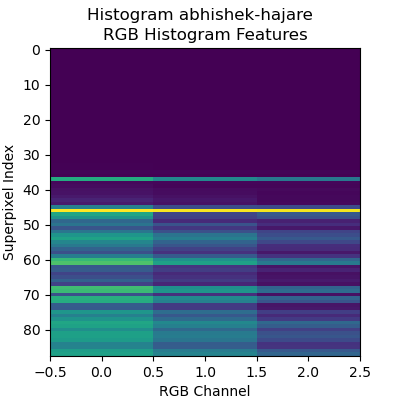 Histogram abhishek-hajare
RGB Histogram Features
0
10
20
30
40
50
60
70
80
Superpixel Index
−0.5 0.0 0.5 1.0 1.5 2.0 2.5
RGB Channel